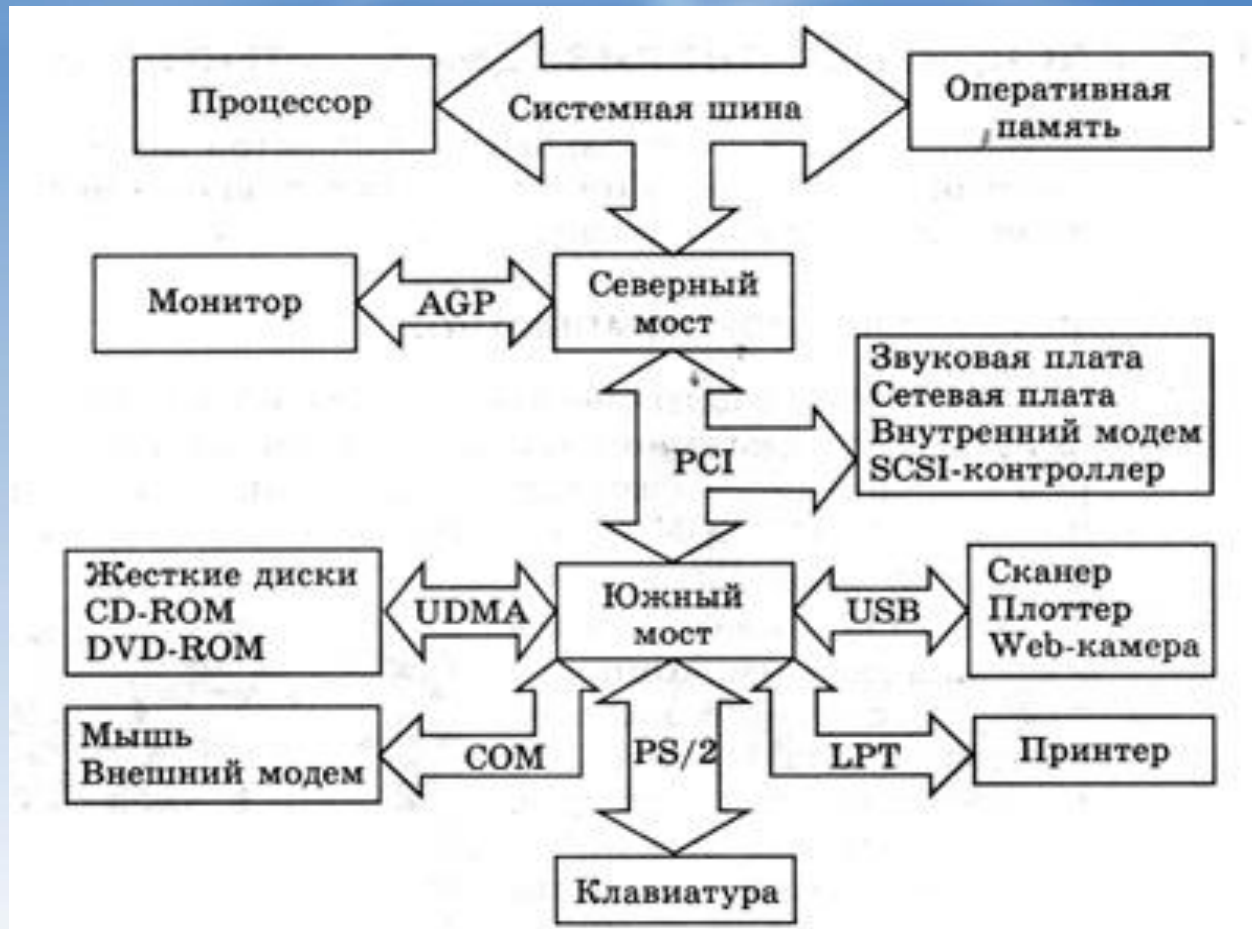 Процессор
Системная шина
Оперативная
память
Монитор
AGP
Северный
мост
Звуковая плата
Сетевая плата
Внутренний модем
SCSI-контроллер
PCI
Жесткие диски
CD-ROM
DVD-ROM
UDMA
Южный
мост
USB
Сканер
Плоттер
Web-камера
Мышь
Внешний модем
COM
PS/2
LPT
Принтер
Клавиатура